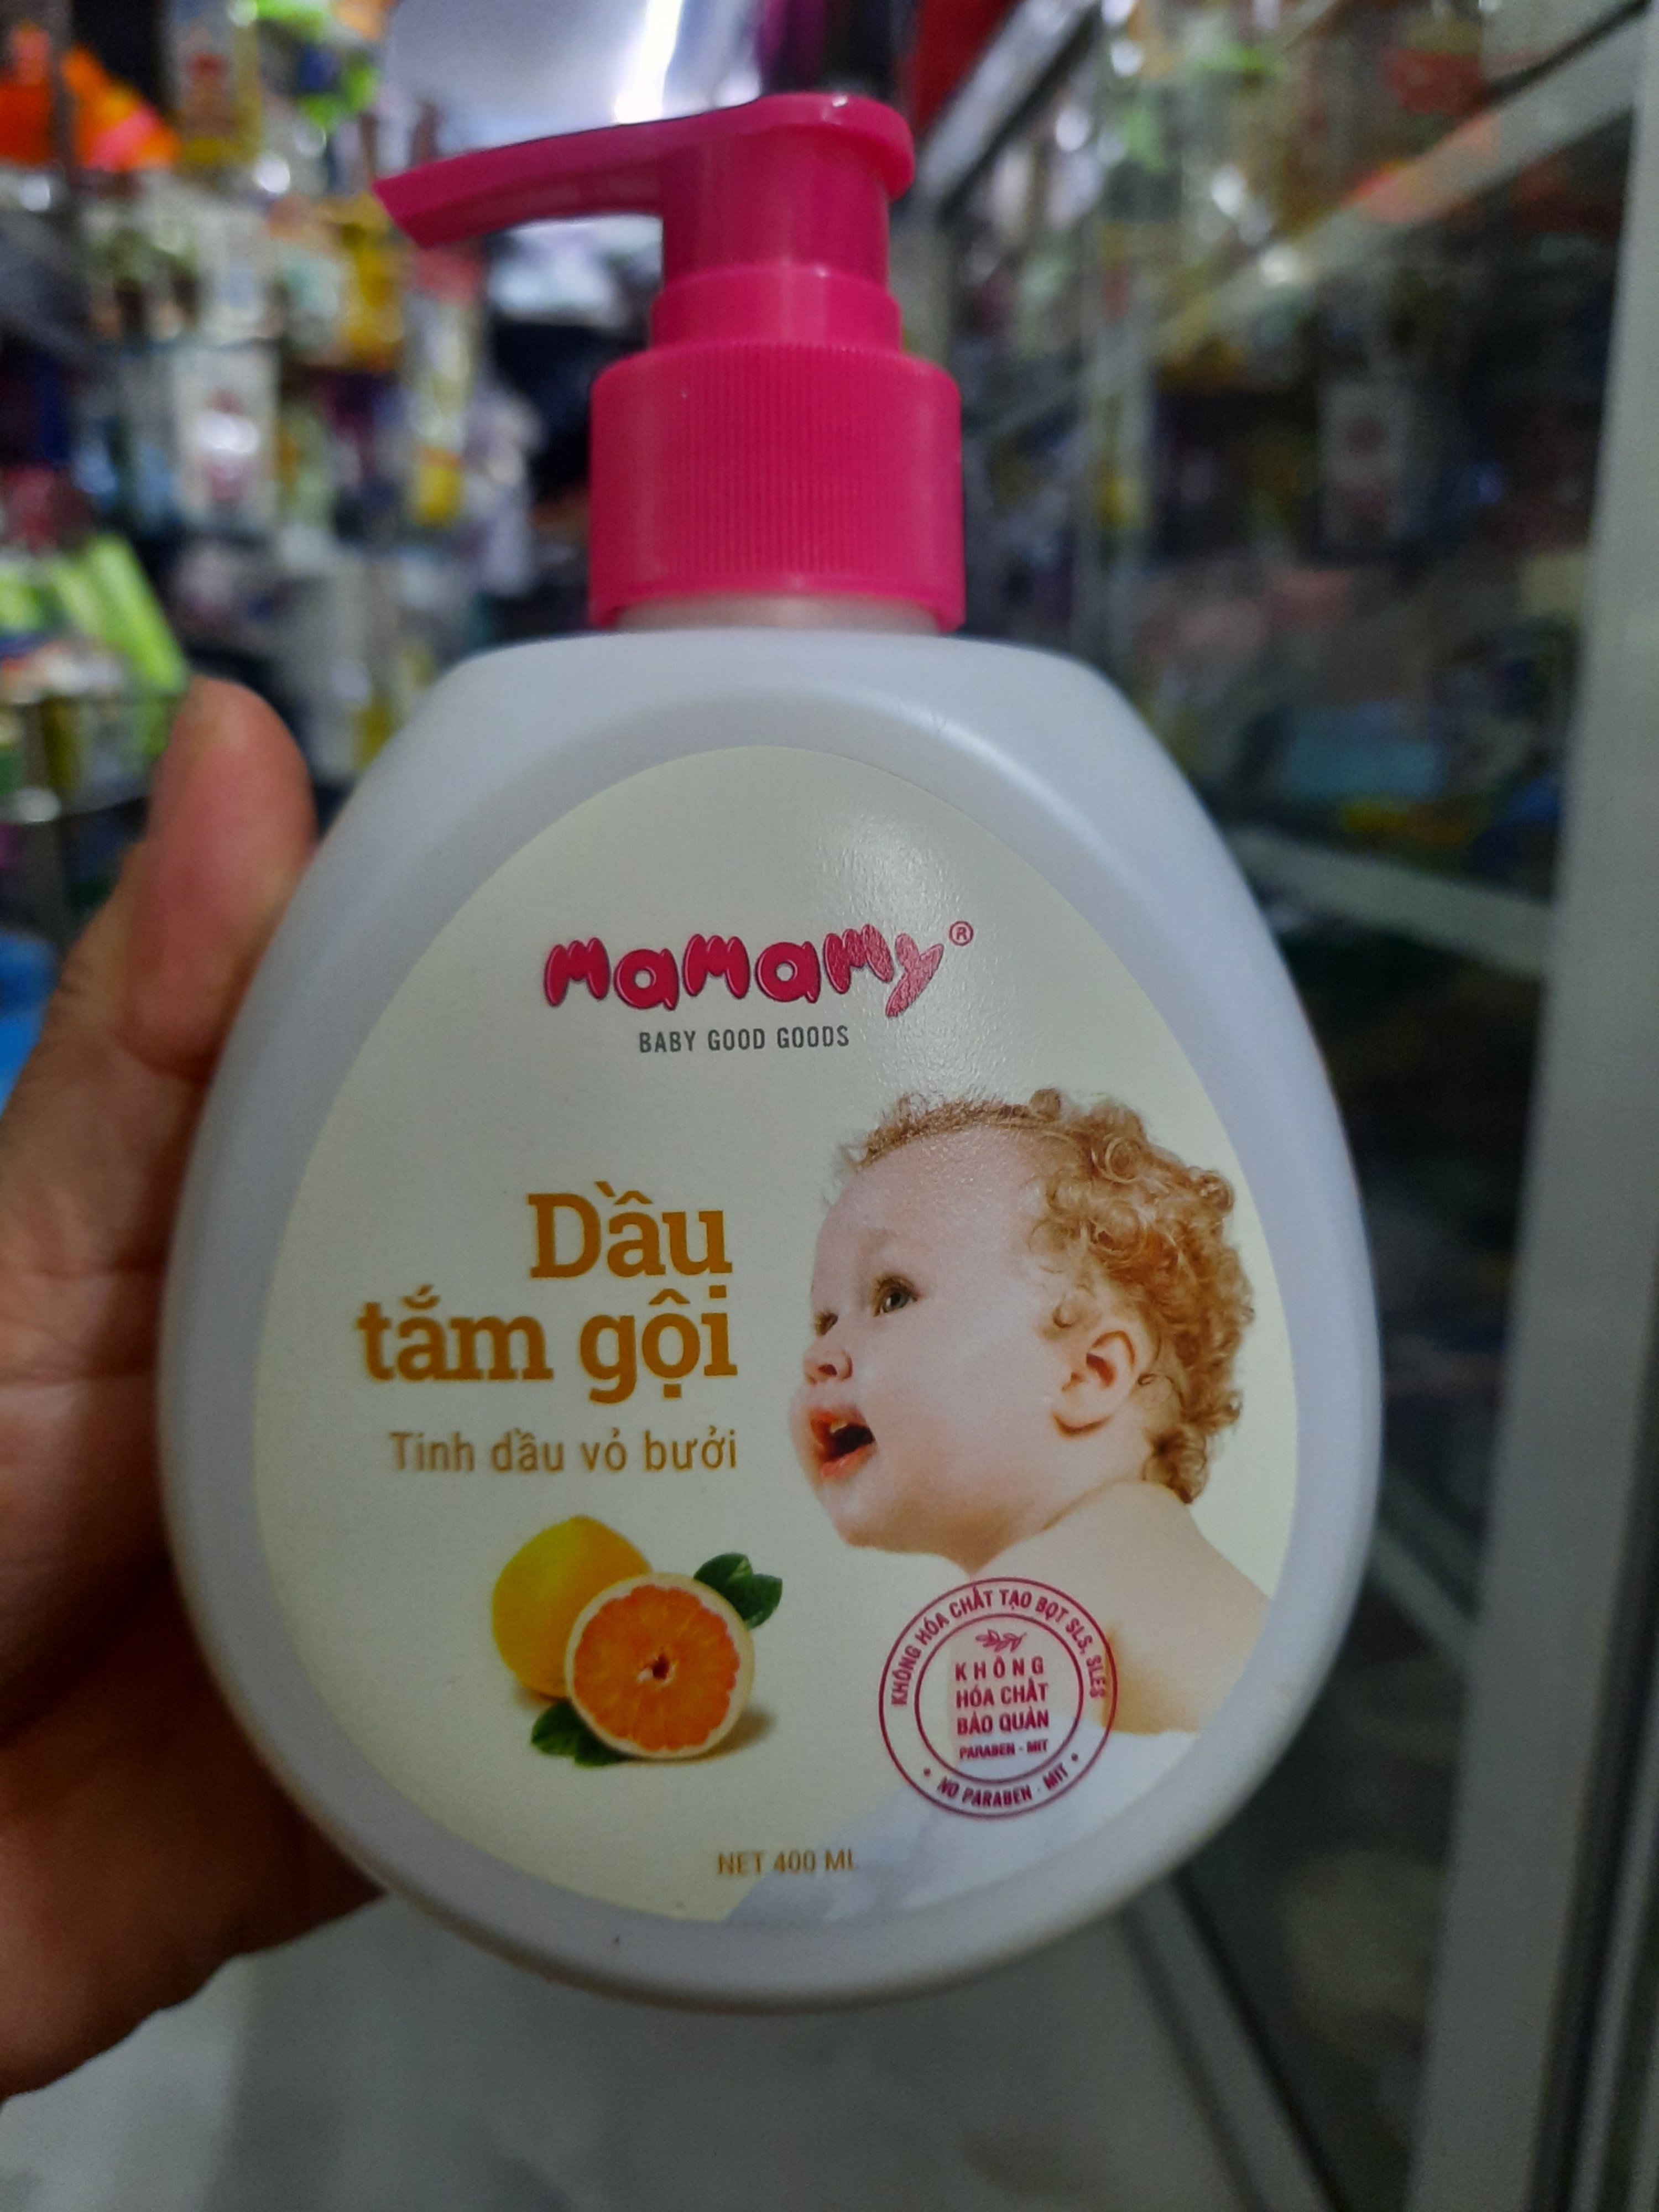 MaMaMy®
BABY GOOD GOODS
Dầu
tắm gội
Tinh dầu vỏ bưởi
KHÔNG HÓA CHẤT TẠO BỌT SLS, SLES
KHÔNG
HÓA CHẤT
BẢO QUẢN
PARABEN - MIT
• NO PARABEN - MIT •
NET 400 ML